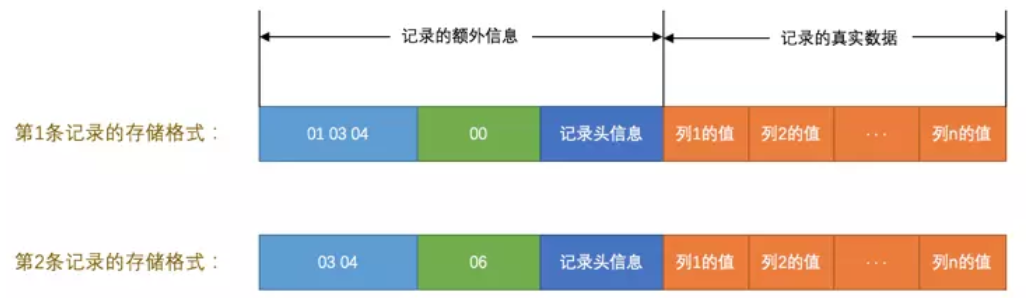 记录的额外信息 记录的真实数据
第1条记录的存储格式： 01 03 04 00 记录头信息 列1的值 列2的值 ··· 列n的值
第2条记录的存储格式： 03 04 06 记录头信息 列1的值 列2的值 ··· 列n的值